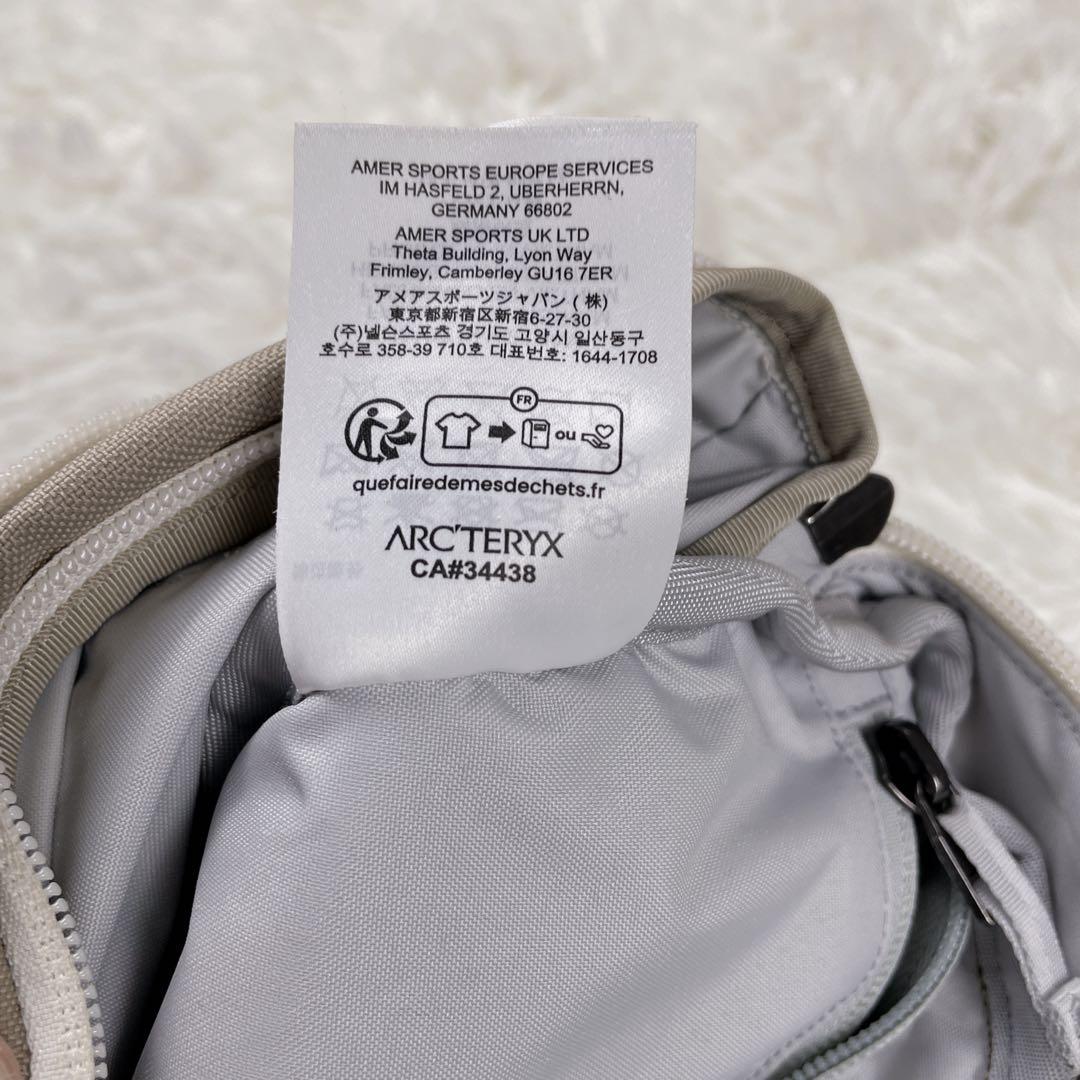 AMER SPORTS EUROPE SERVICES
IM HASFELD 2, UBERHERRN,
GERMANY 66802
AMER SPORTS UK LTD
Theta Building, Lyon Way
Frimley, Camberley GU16 7ER
アメアスポーツジャパン (株)
東京都新宿区新宿6-27-30
(주)넬슨스포츠 경기도 고양시 일산동구
호수로 358-39 710호 대표번호: 1644-1708
FR
ou
quefairedemesdechets.fr
ARC'TERYX
CA#34438